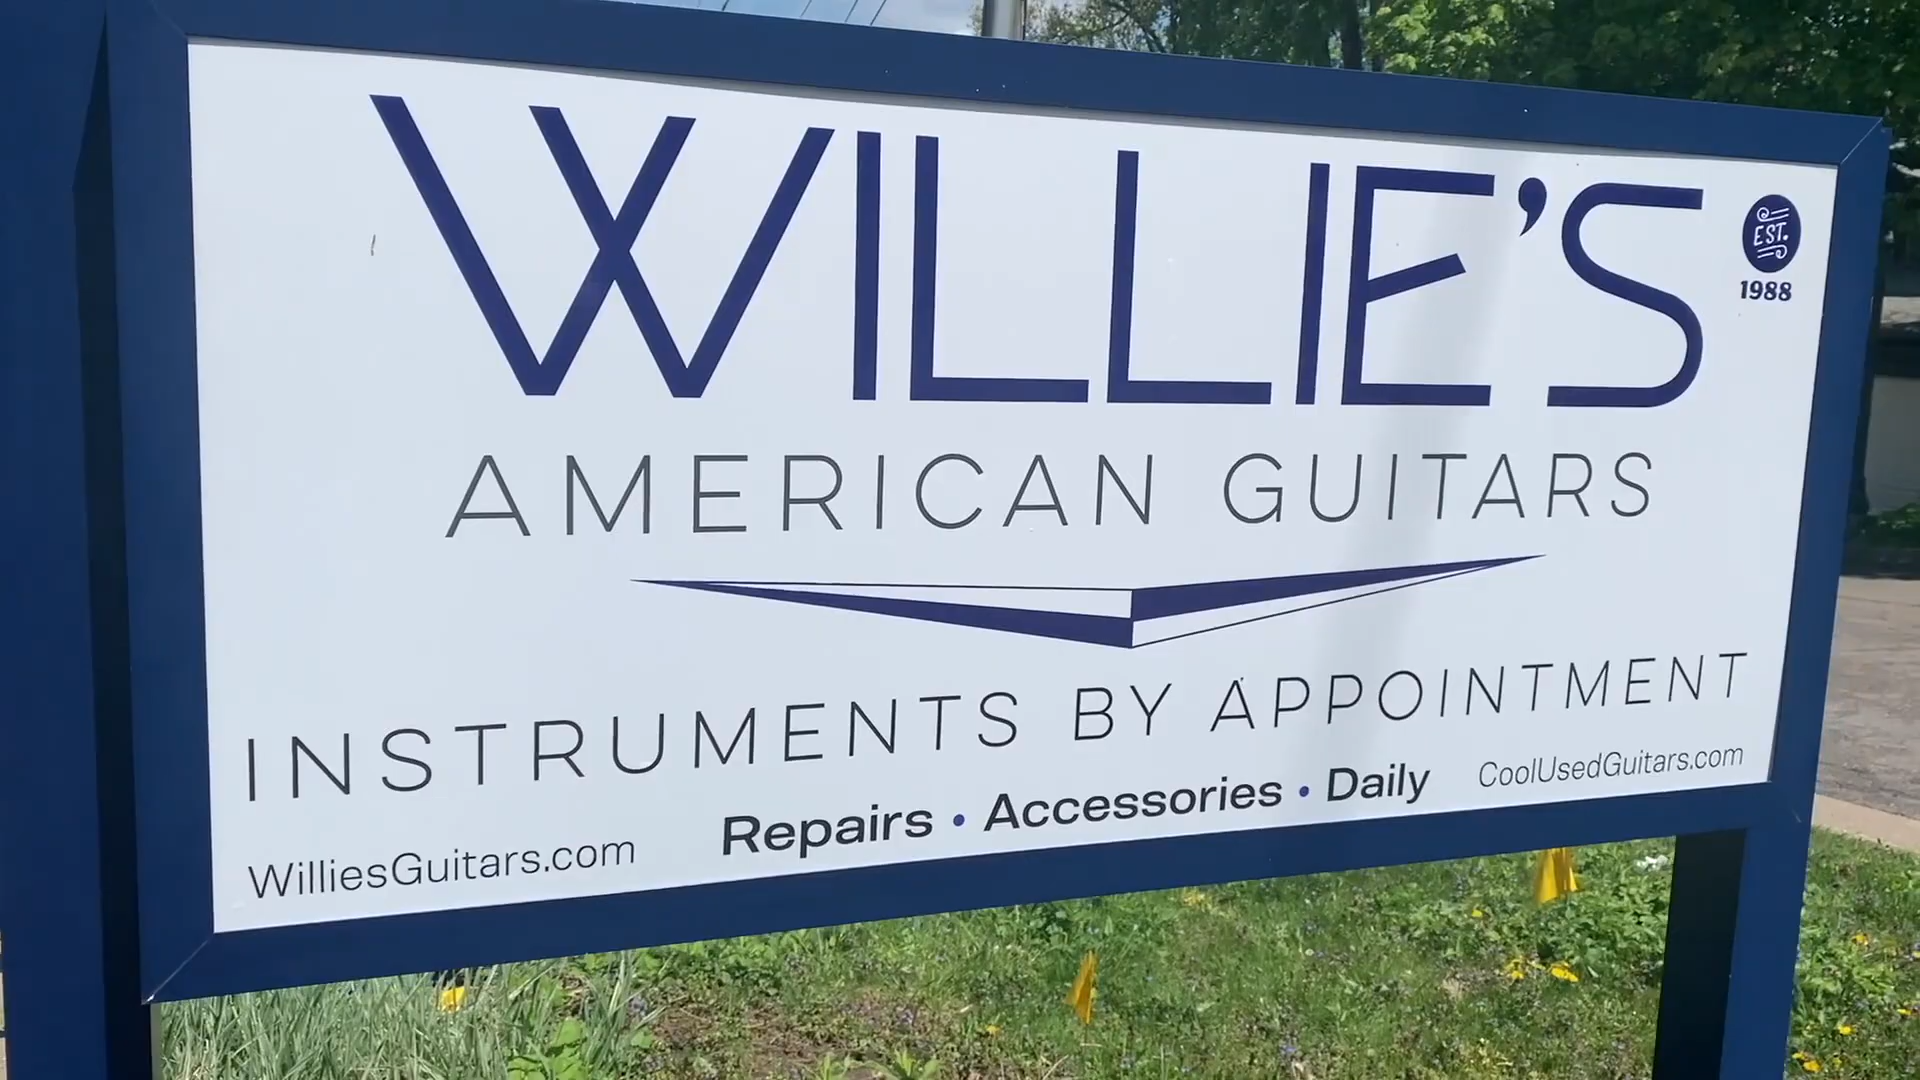 WILLIE'S
EST.
1988
AMERICAN GUITARS
INSTRUMENTS BY APPOINTMENT
WilliesGuitars.com
Repairs • Accessories • Daily
CoolUsedGuitars.com